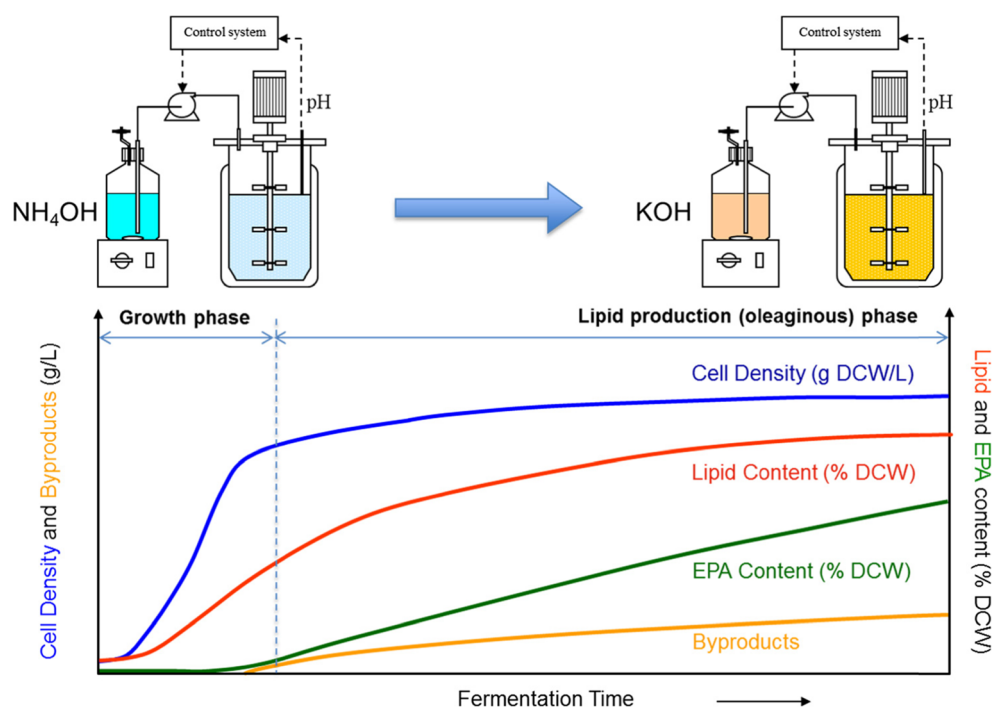 Control system
pH
NH₄OH
Control system
pH
KOH
Growth phase
Lipid production (oleaginous) phase
Cell Density and Byproducts (g/L)
Cell Density (g DCW/L)
Lipid Content (% DCW)
EPA Content (% DCW)
Byproducts
Lipid and EPA content (% DCW)
Fermentation Time